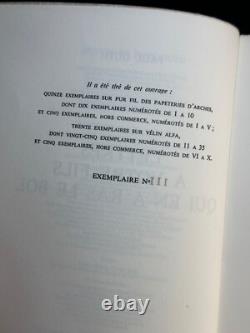 Il a été tiré de cet ouvrage :
QUINZE EXEMPLAIRES SUR PUR FIL DES PAPETERIES D'ARCHES,
DONT DIX EXEMPLAIRES NUMÉROTÉS DE I A 10
ET CINQ EXEMPLAIRES, HORS COMMERCE, NUMÉROTÉS DE I A V ;
TRENTE EXEMPLAIRES SUR VÉLIN ALFA,
DONT VINGT-CINQ EXEMPLAIRES NUMÉROTÉS DE 11 A 35
ET CINQ EXEMPLAIRES, HORS COMMERCE, NUMÉROTÉS DE VI A X.
EXEMPLAIRE N° III